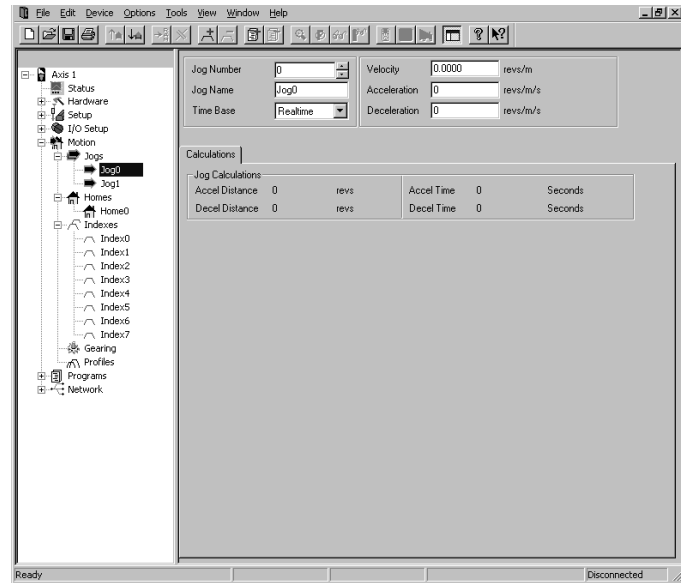 File Edit Device Options Tools View Window Help
Axis 1
Status
Hardware
Setup
I/O Setup
Motion
Jogs
Jog0
Jog1
Homes
Home0
Indexes
Index0
Index1
Index2
Index3
Index4
Index5
Index6
Index7
Gearing
Profiles
Programs
Network
Jog Number 0
Jog Name Jog0
Time Base Realtime
Velocity 0.0000 revs/m
Acceleration 0 revs/m/s
Deceleration 0 revs/m/s
Calculations
Jog Calculations
Accel Distance 0 revs Accel Time 0 Seconds
Decel Distance 0 revs Decel Time 0 Seconds
Ready Disconnected